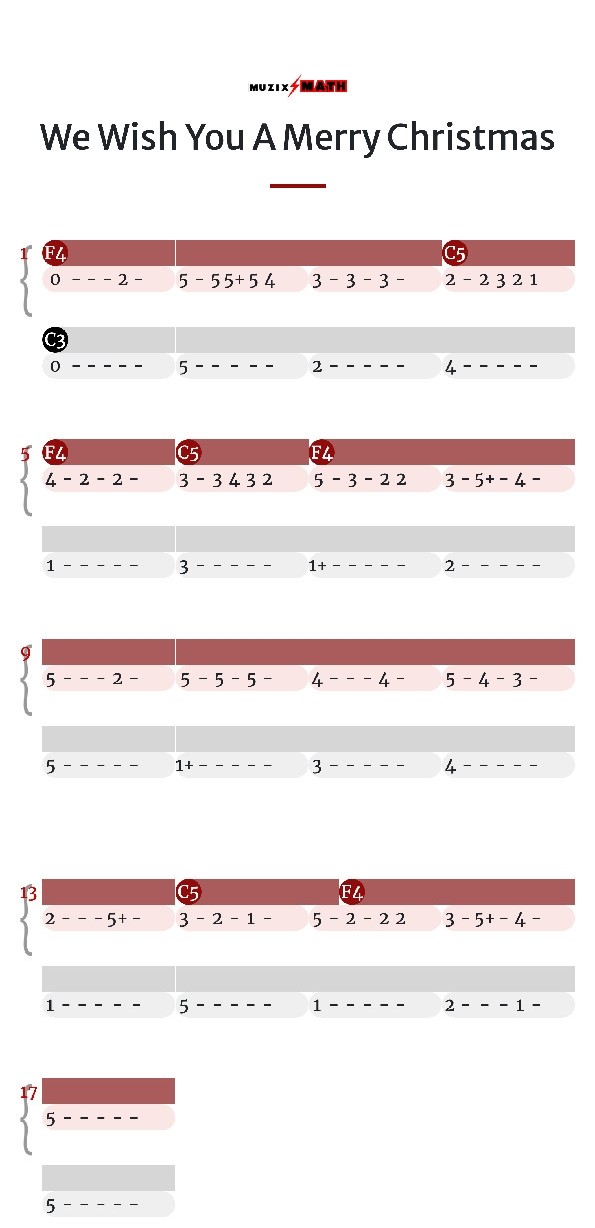 MUZIX MATH
We Wish You A Merry Christmas
1 F4 C5
0 - - - 2 - 5 - 5 5+ 5 4 3 - 3 - 3 - 2 - 2 3 2 1
C3
0 - - - - - 5 - - - - - 2 - - - - - 4 - - - - -
5 F4 C5 F4
4 - 2 - 2 - 3 - 3 4 3 2 5 - 3 - 2 2 3 - 5+ - 4 -
1 - - - - - 3 - - - - - 1+ - - - - - 2 - - - - -
9
5 - - - 2 - 5 - 5 - 5 - 4 - - - 4 - 5 - 4 - 3 -
5 - - - - - 1+ - - - - - 3 - - - - - 4 - - - - -
13 C5 F4
2 - - - 5+ - 3 - 2 - 1 - 5 - 2 - 2 2 3 - 5+ - 4 -
1 - - - - - 5 - - - - - 1 - - - - - 2 - - - 1 -
17
5 - - - - -
5 - - - - -